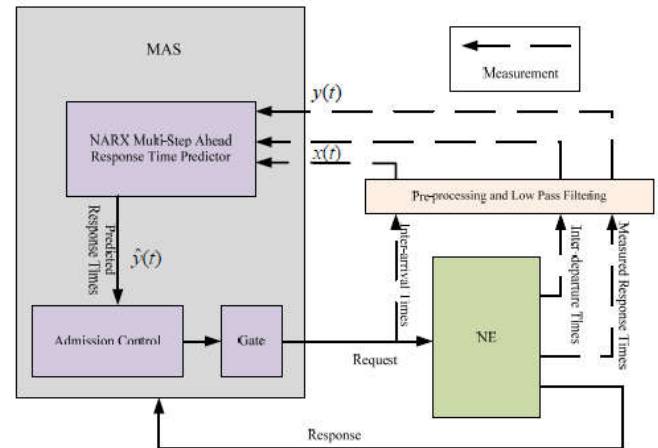 MAS
Measurement
y(t)
NARX Multi-Step Ahead
Response Time Predictor
x(t)
Pre-processing and Low Pass Filtering
Predicted
Response Times
ŷ(t)
Inter-arrival Times
Inter-departure Times
Measured Response
Times
Admission Control
Gate
NE
Request
Response